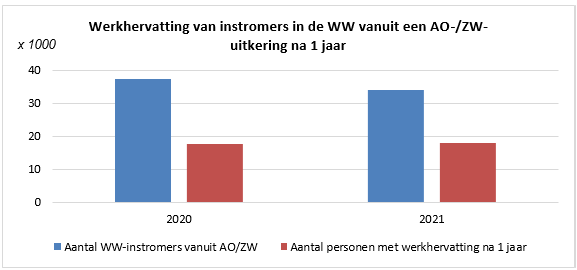 Werkhervatting van instromers in de WW vanuit een AO-/ZW-
uitkering na 1 jaar
x 1000
40
30
20
10
0
2020 2021
Aantal WW-instromers vanuit AO/ZW Aantal personen met werkhervatting na 1 jaar